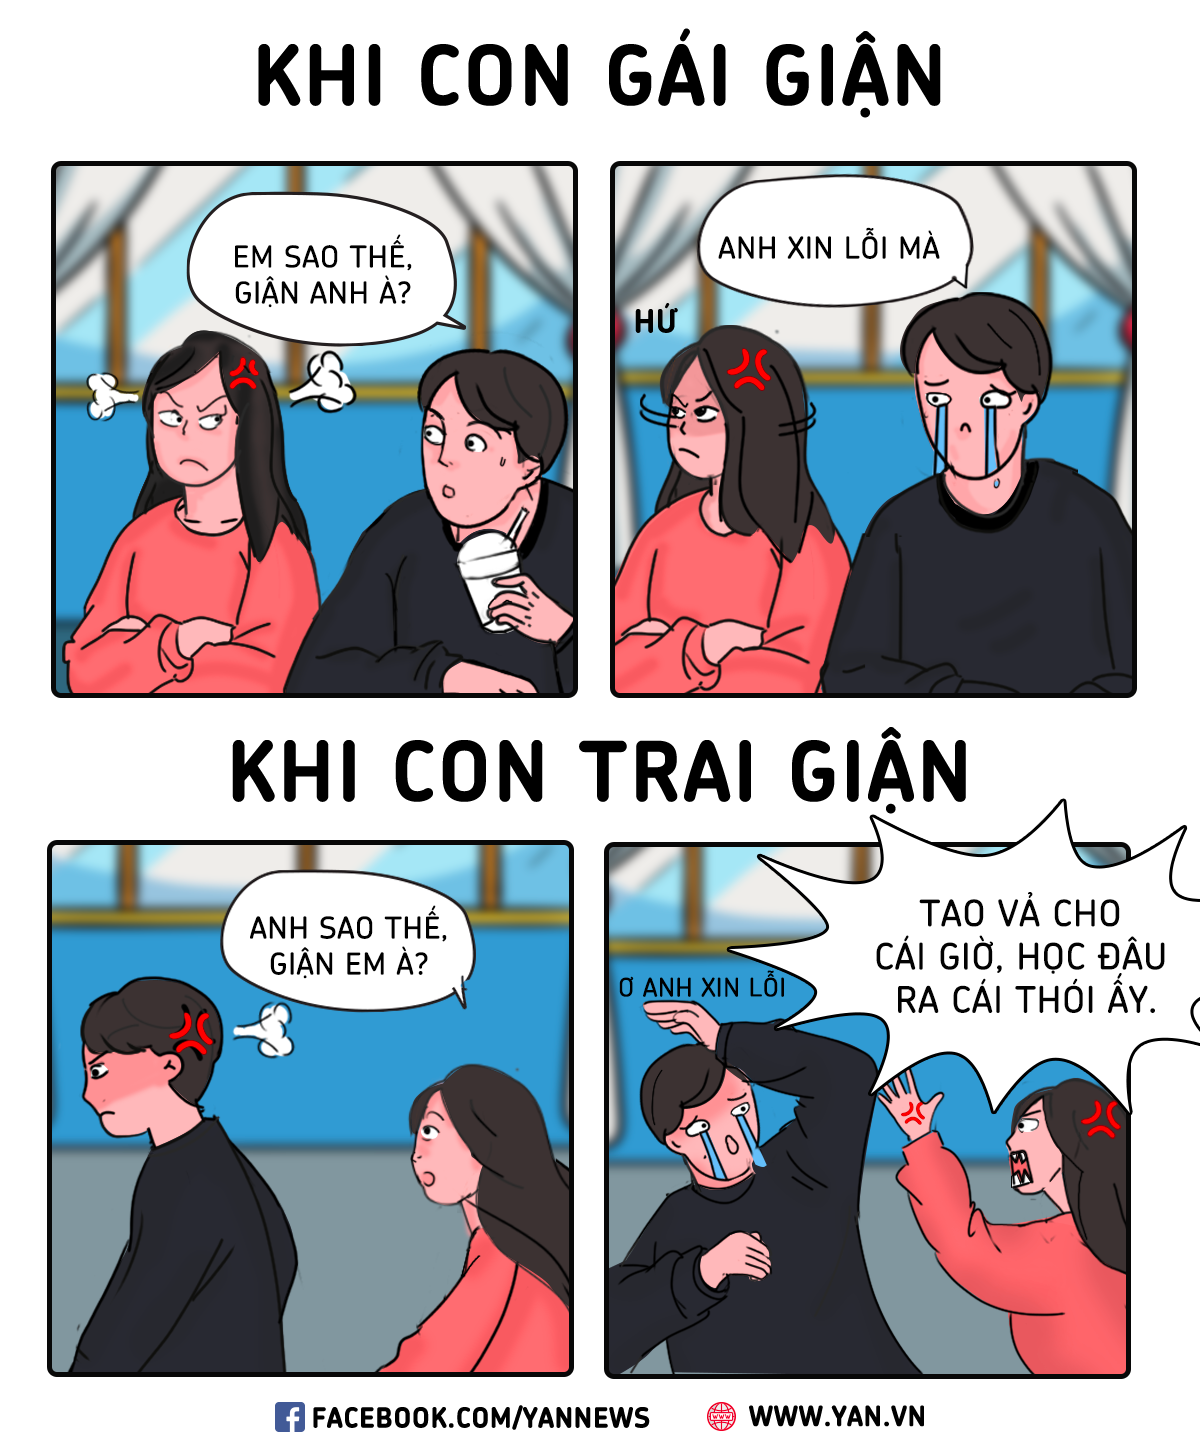 KHI CON GÁI GIẬN
EM SAO THẾ,
GIẬN ANH À?
ANH XIN LỖI MÀ
HỨ
KHI CON TRAI GIẬN
ANH SAO THẾ,
GIẬN EM À?
TAO VẢ CHO
CÁI GIỜ, HỌC ĐÂU
RA CÁI THÓI ẤY.
Ơ ANH XIN LỖI
FACEBOOK.COM/YANNEWS
WWW.YAN.VN